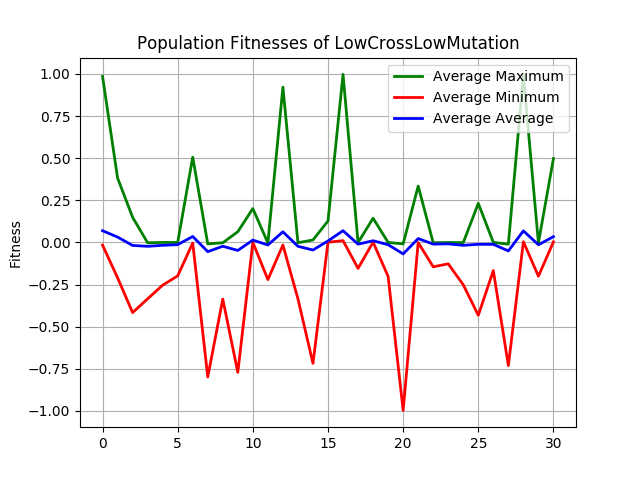 Population Fitnesses of LowCrossLowMutation
Average Maximum
Average Minimum
Average Average
Fitness
1.00
0.75
0.50
0.25
0.00
−0.25
−0.50
−0.75
−1.00
0 5 10 15 20 25 30